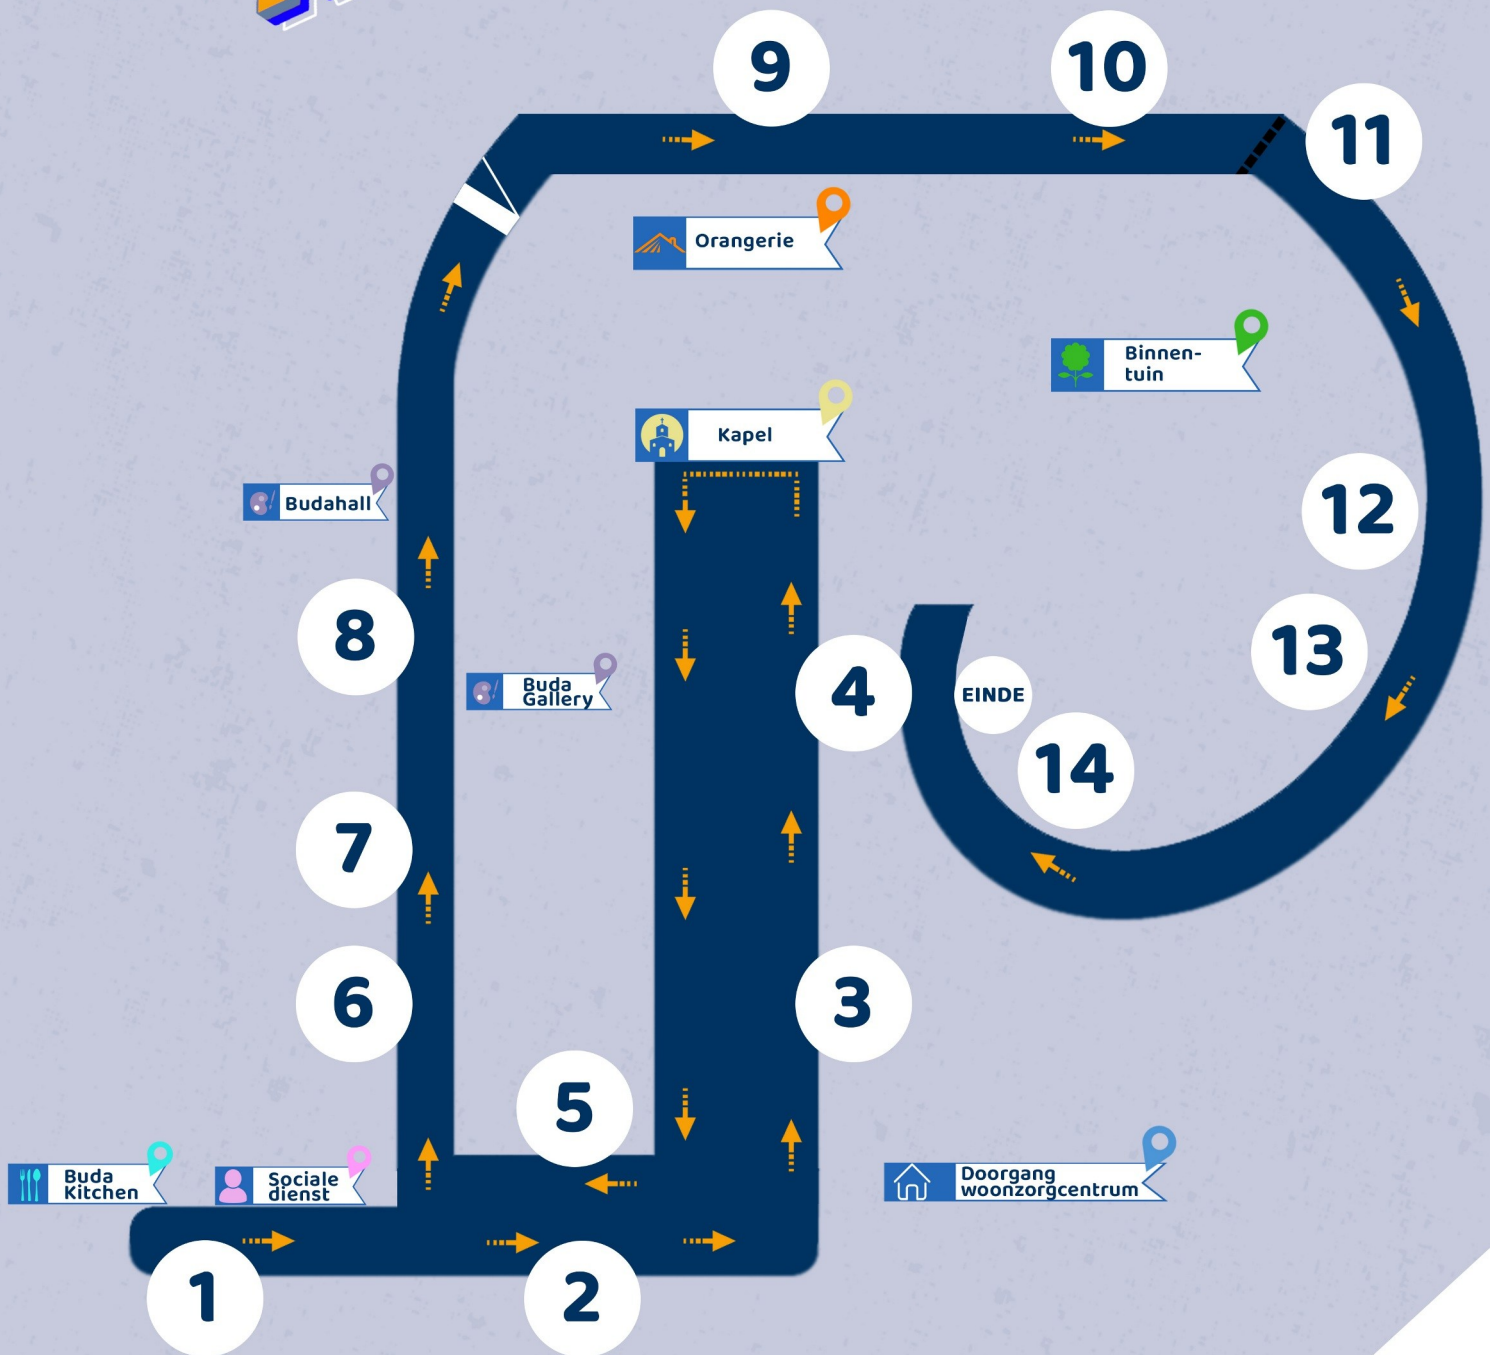 9
10
11
Orangerie
Binnen-
tuin
Kapel
Budahall
12
8
13
Buda
Gallery
4
EINDE
14
7
6
3
5
Buda
Kitchen
Sociale
dienst
Doorgang
woonzorgcentrum
1
2